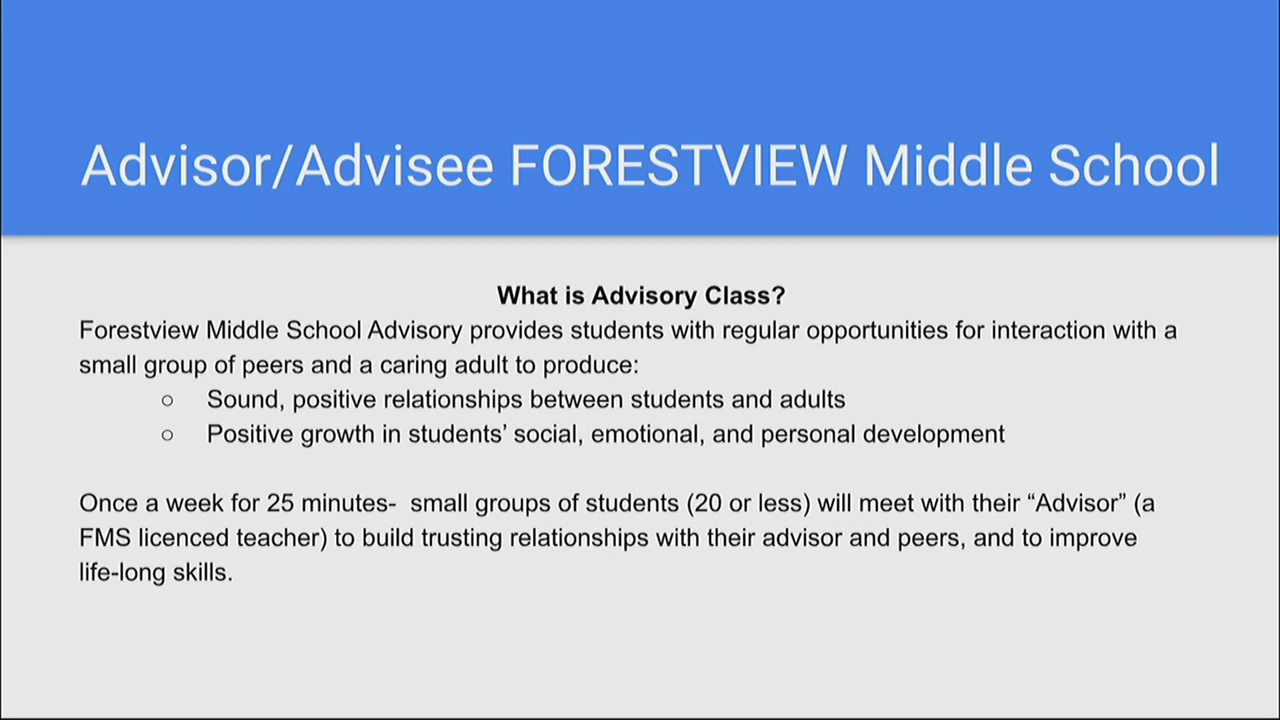 Advisor/Advisee FORESTVIEW Middle School
What is Advisory Class?
Forestview Middle School Advisory provides students with regular opportunities for interaction with a
small group of peers and a caring adult to produce:
○ Sound, positive relationships between students and adults
○ Positive growth in students’ social, emotional, and personal development
Once a week for 25 minutes-  small groups of students (20 or less) will meet with their “Advisor” (a
FMS licenced teacher) to build trusting relationships with their advisor and peers, and to improve
life-long skills.